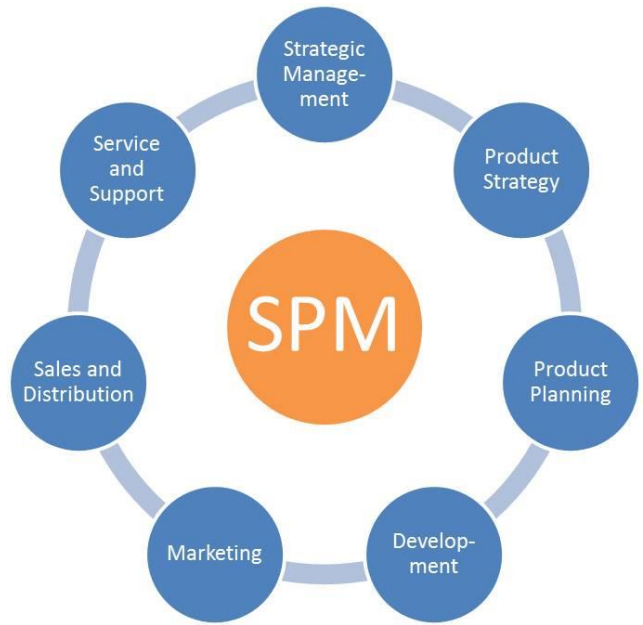 Strategic
Manage-
ment
Product
Strategy
Product
Planning
Develop-
ment
Marketing
Sales and
Distribution
Service
and
Support
SPM